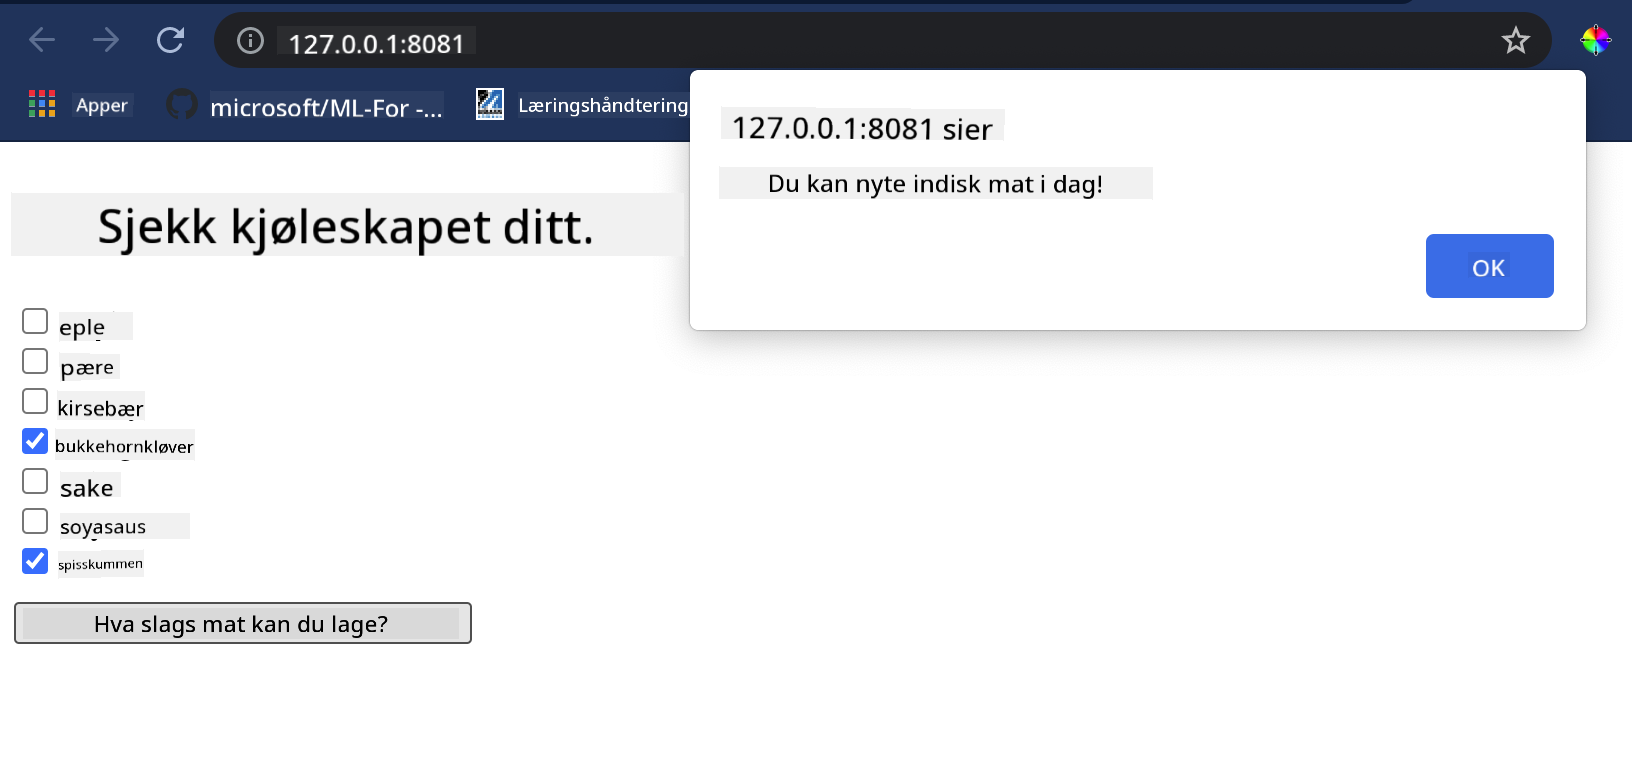 127.0.0.1:8081
Apper
microsoft/ML-For -...
Læringshåndtering
127.0.0.1:8081 sier
Du kan nyte indisk mat i dag!
OK
Sjekk kjøleskapet ditt.
eple
pære
kirsebær
bukkehornkløver
sake
soyasaus
spisskummen
Hva slags mat kan du lage?